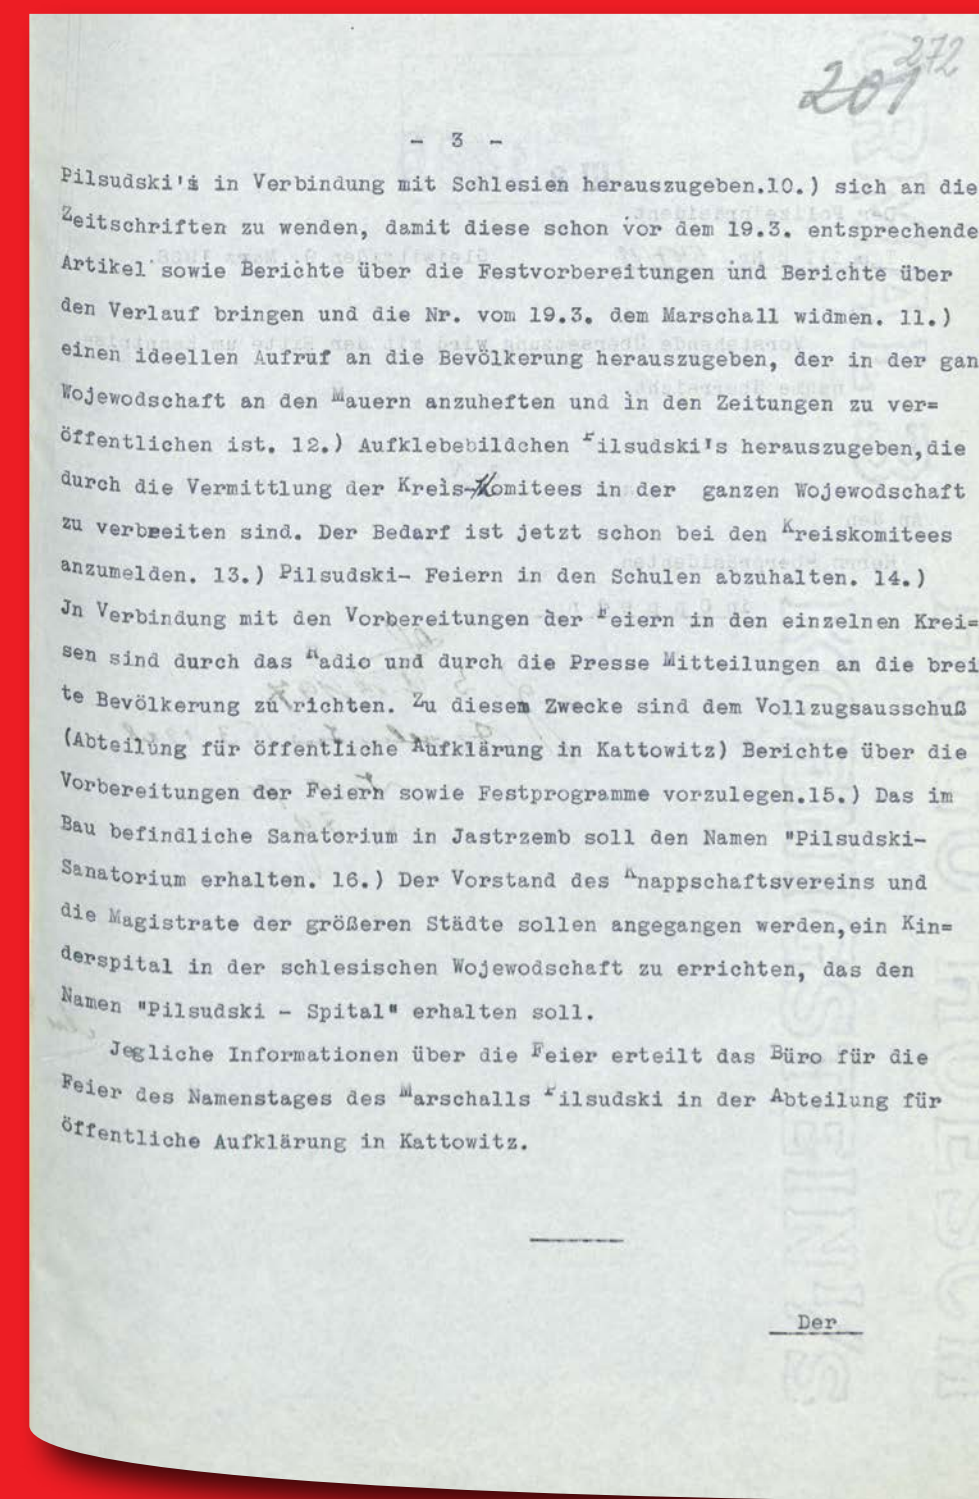 272
201
- 3 -
Pilsudski's in Verbindung mit Schlesien herauszugeben.10.) sich an die
Zeitschriften zu wenden, damit diese schon vor dem 19.3. entsprechende
Artikel sowie Berichte über die Festvorbereitungen und Berichte über
den Verlauf bringen und die Nr. vom 19.3. dem Marschall widmen. 11.)
einen ideellen Aufruf an die Bevölkerung herauszugeben, der in der gan
Wojewodschaft an den Mauern anzuheften und in den Zeitungen zu ver=
öffentlichen ist. 12.) Aufklebebildchen Pilsudski's herauszugeben,die
durch die Vermittlung der Kreis-Komitees in der ganzen Wojewodschaft
zu verbreiten sind. Der Bedarf ist jetzt schon bei den Kreiskomitees
anzumelden. 13.) Pilsudski- Feiern in den Schulen abzuhalten. 14.)
Jn Verbindung mit den Vorbereitungen der Feiern in den einzelnen Krei=
sen sind durch das Radio und durch die Presse Mitteilungen an die brei
te Bevölkerung zu richten. Zu diesem Zwecke sind dem Vollzugsausschuß
(Abteilung für öffentliche Aufklärung in Kattowitz) Berichte über die
Vorbereitungen der Feiern sowie Festprogramme vorzulegen.15.) Das im
Bau befindliche Sanatorium in Jastrzemb soll den Namen "Pilsudski-
Sanatorium erhalten. 16.) Der Vorstand des Knappschaftsvereins und
die Magistrate der größeren Städte sollen angegangen werden,ein Kin=
derspital in der schlesischen Wojewodschaft zu errichten, das den
Namen "Pilsudski - Spital" erhalten soll.
Jegliche Informationen über die Feier erteilt das Büro für die
Feier des Namenstages des Marschalls Pilsudski in der Abteilung für
öffentliche Aufklärung in Kattowitz.
Der